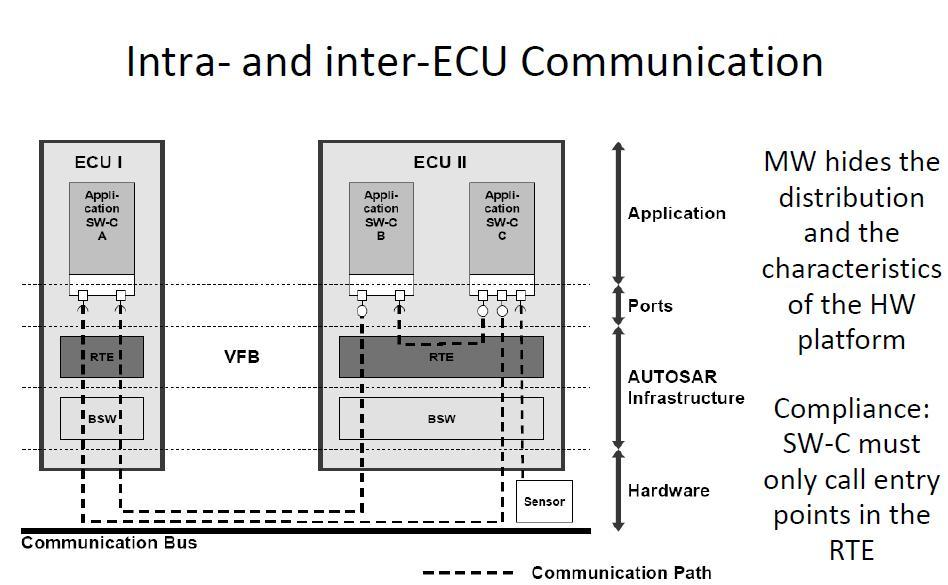 Intra- and inter-ECU Communication
ECU I
Appli-
cation
SW-C
A
RTE
BSW
VFB
ECU II
Appli-
cation
SW-C
B
Appli-
cation
SW-C
C
RTE
BSW
Sensor
Application
Ports
AUTOSAR
Infrastructure
Hardware
Communication Bus
Communication Path
MW hides the
distribution
and the
characteristics
of the HW
platform
Compliance:
SW-C must
only call entry
points in the
RTE